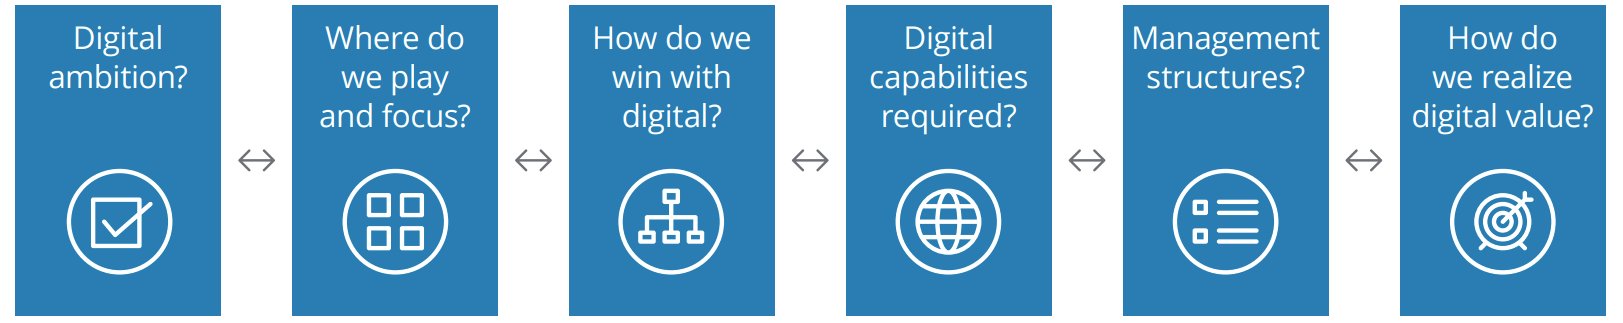 Digital
ambition?
Where do
we play
and focus?
How do we
win with
digital?
Digital
capabilities
required?
Management
structures?
How do
we realize
digital value?